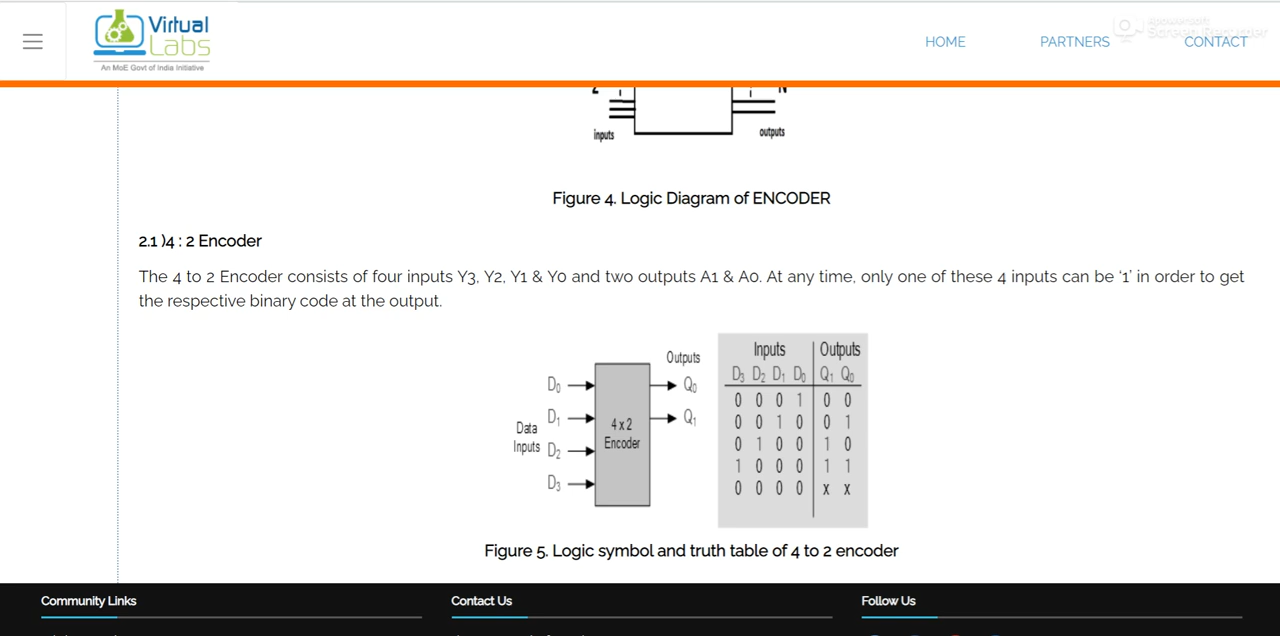 Virtual
Labs
An MoE Govt of India Initiative
HOME
PARTNERS
CONTACT
Apowersoft
Screen Recorder
inputs
outputs
Figure 4. Logic Diagram of ENCODER
2.1 )4 : 2 Encoder
The 4 to 2 Encoder consists of four inputs Y3, Y2, Y1 & Y0 and two outputs A1 & A0. At any time, only one of these 4 inputs can be ‘1’ in order to get
the respective binary code at the output.
Outputs
D₀ Q₀
D₁ Q₁
Data
Inputs
D₂
D₃
4 x 2
Encoder
Inputs Outputs
D₃ D₂ D₁ D₀ Q₁ Q₀
0 0 0 1 0 0
0 0 1 0 0 1
0 1 0 0 1 0
1 0 0 0 1 1
0 0 0 0 x x
Figure 5. Logic symbol and truth table of 4 to 2 encoder
Community Links
Contact Us
Follow Us